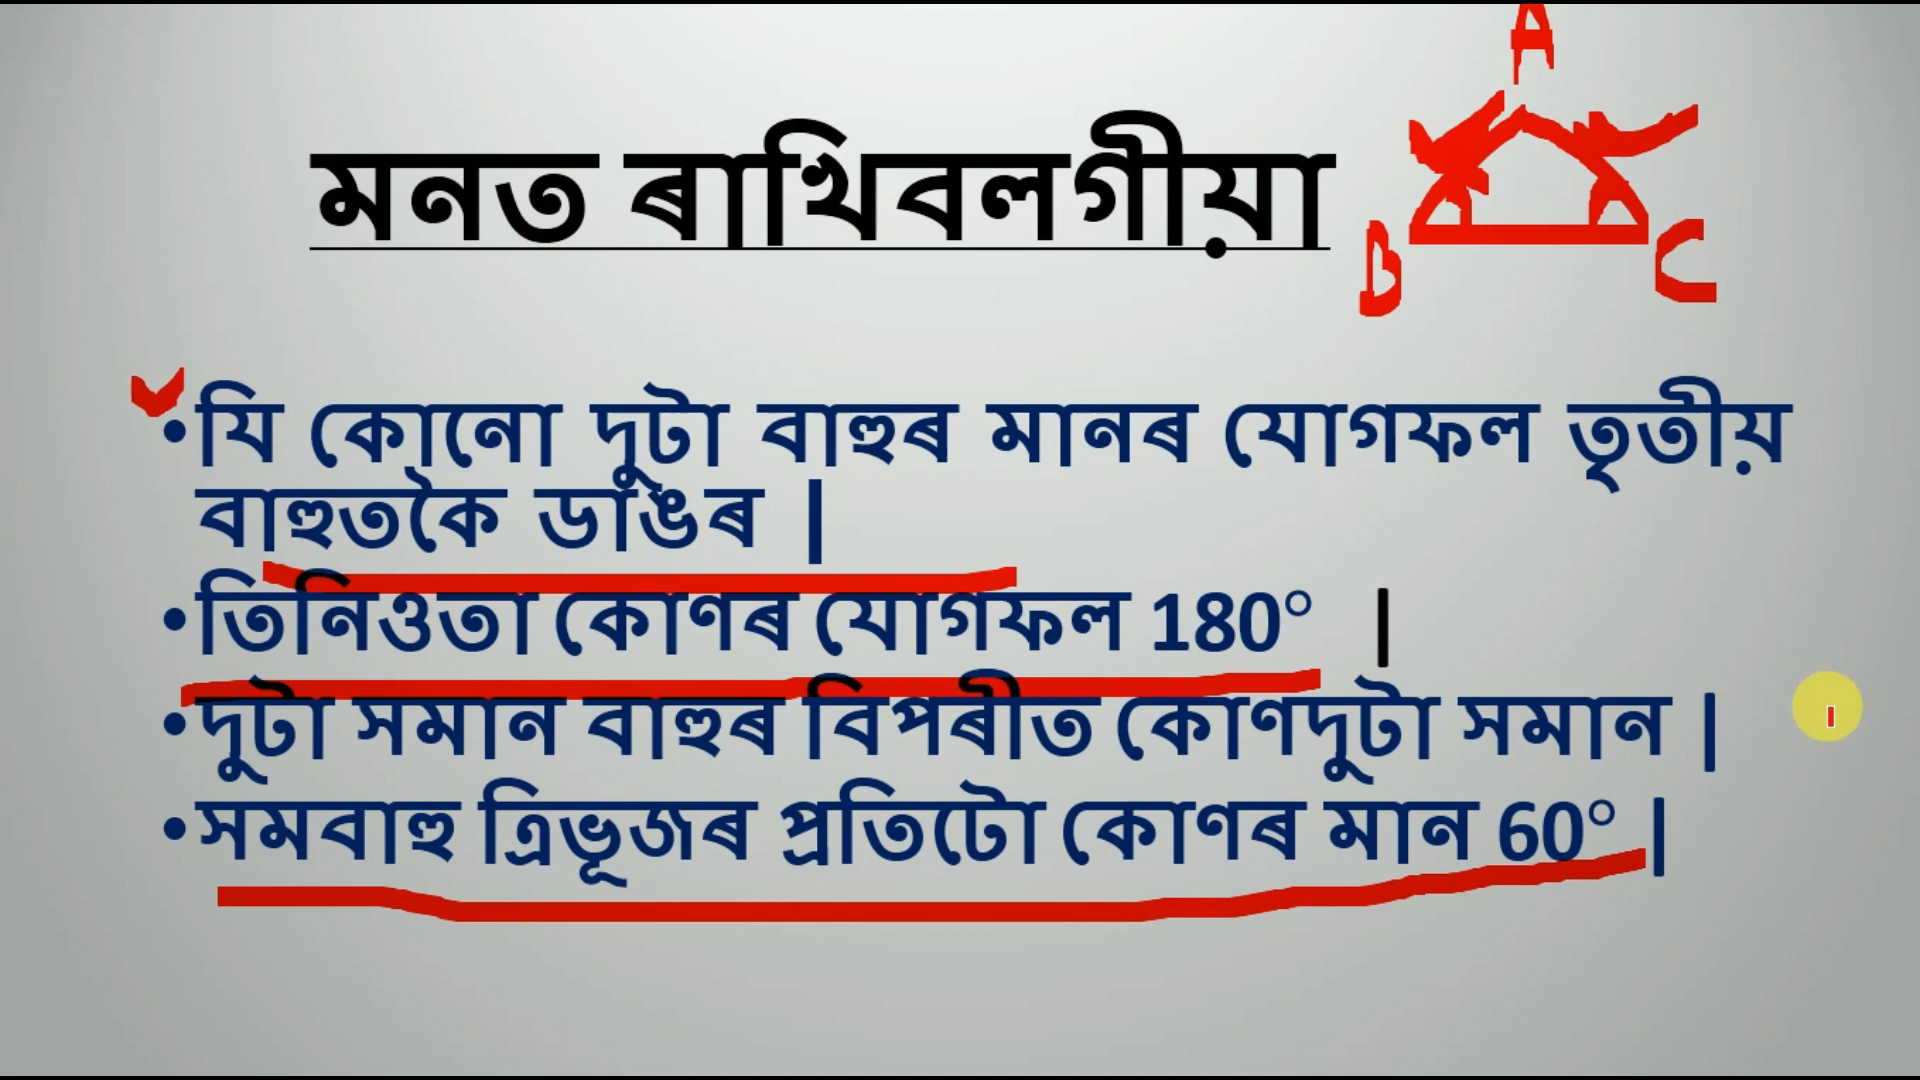 A
মনত ৰাখিবলগীয়া
B
C
•যি কোনো দুটা বাহুৰ মানৰ যোগফল তৃতীয়
বাহুতকৈ ডাঙৰ |
•তিনিওতা কোণৰ যোগফল 180° |
•দুটা সমান বাহুৰ বিপৰীত কোণদুটা সমান |
•সমবাহু ত্ৰিভূজৰ প্ৰতিটো কোণৰ মান 60° |